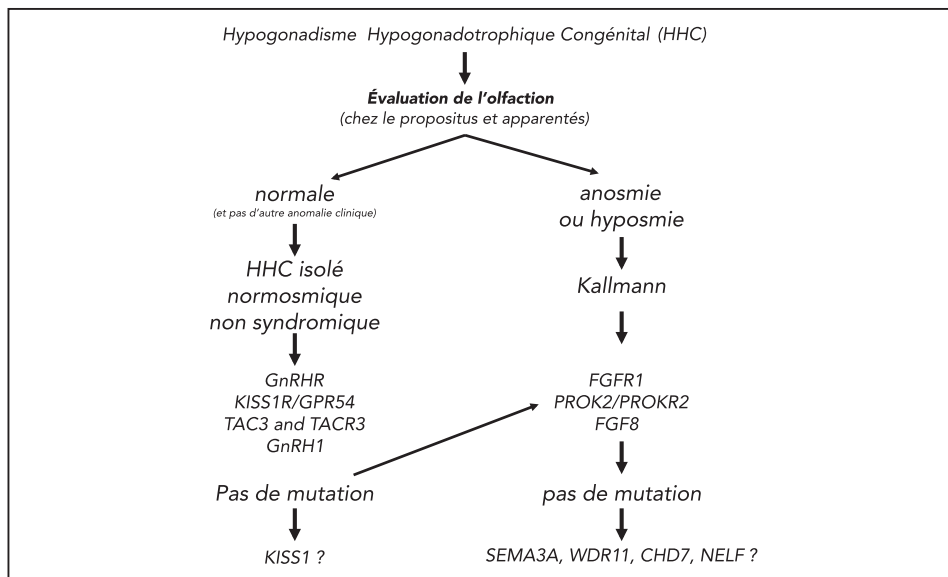 Hypogonadisme Hypogonadotrophique Congénital (HHC)
Évaluation de l'olfaction
(chez le propositus et apparentés)
normale
(et pas d'autre anomalie clinique)
HHC isolé
normosmique
non syndromique
GnRHR
KISS1R/GPR54
TAC3 and TACR3
GnRH1
Pas de mutation
KISS1 ?
anosmie
ou hyposmie
Kallmann
FGFR1
PROK2/PROKR2
FGF8
pas de mutation
SEMA3A, WDR11, CHD7, NELF ?